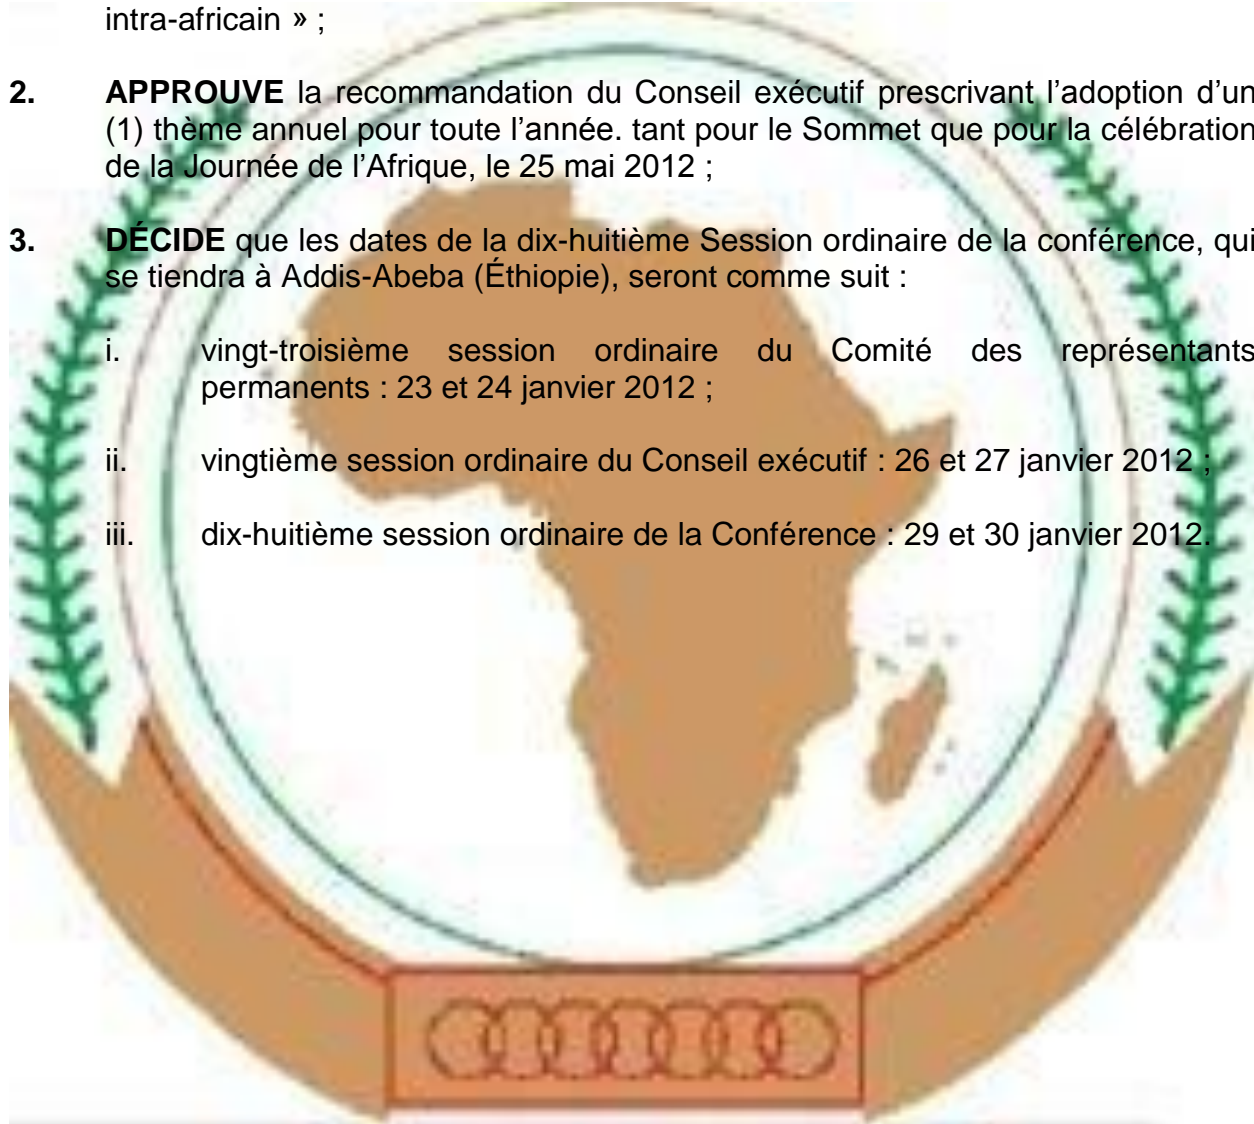 intra-africain » ;
2. APPROUVE la recommandation du Conseil exécutif prescrivant l’adoption d’un
(1) thème annuel pour toute l’année. tant pour le Sommet que pour la célébration
de la Journée de l’Afrique, le 25 mai 2012 ;
3. DÉCIDE que les dates de la dix-huitième Session ordinaire de la conférence, qui
se tiendra à Addis-Abeba (Éthiopie), seront comme suit :
i. vingt-troisième session ordinaire du Comité des représentants
permanents : 23 et 24 janvier 2012 ;
ii. vingtième session ordinaire du Conseil exécutif : 26 et 27 janvier 2012 ;
iii. dix-huitième session ordinaire de la Conférence : 29 et 30 janvier 2012.